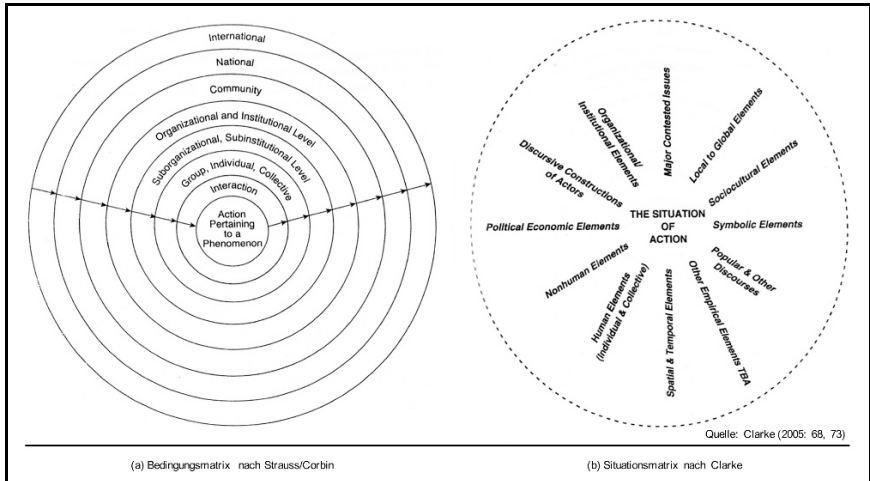 International
National
Community
Organizational and Institutional Level
Suborganizational, Subinstitutional Level
Group, Individual, Collective
Interaction
Action
Pertaining
to a
Phenomenon
Organizational/
Institutional Elements
Major Contested Issues
Local to Global Elements
Sociocultural Elements
Discursive Constructions
of Actors
THE SITUATION
OF
ACTION
Political Economic Elements
Symbolic Elements
Nonhuman Elements
Popular & Other
Discourses
Human Elements
(Individual & Collective)
Spatial & Temporal Elements
Other Empirical Elements TBA
Quelle: Clarke (2005: 68, 73)
(a) Bedingungsmatrix nach Strauss/Corbin
(b) Situationsmatrix nach Clarke